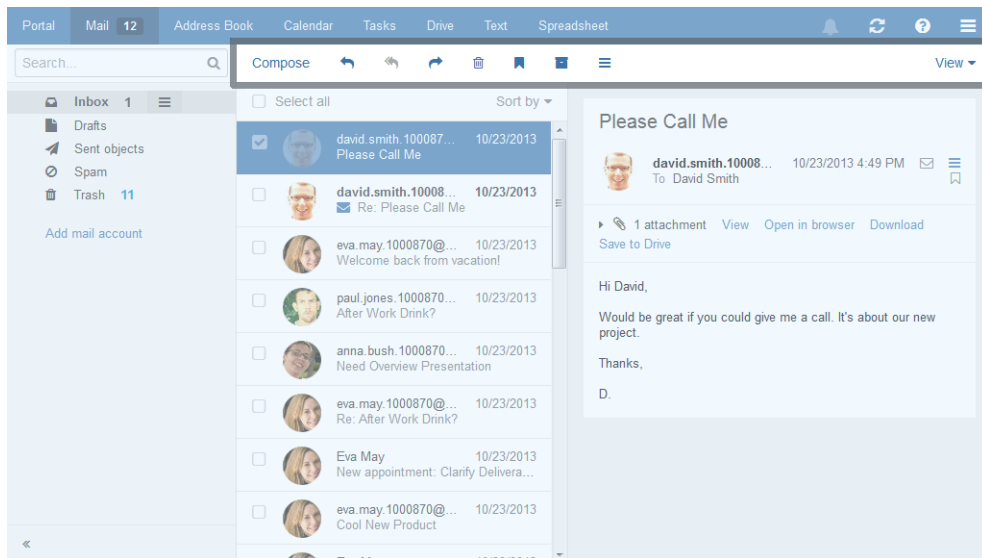 Portal Mail 12 Address Book Calendar Tasks Drive Text Spreadsheet
Search...
Compose
View
Inbox 1
Drafts
Sent objects
Spam
Trash 11
Add mail account
Select all Sort by
david.smith.100087... 10/23/2013
Please Call Me
david.smith.10008... 10/23/2013
Re: Please Call Me
eva.may.1000870@... 10/23/2013
Welcome back from vacation!
paul.jones.1000870... 10/23/2013
After Work Drink?
anna.bush.1000870... 10/23/2013
Need Overview Presentation
eva.may.1000870@... 10/23/2013
Re: After Work Drink?
Eva May 10/23/2013
New appointment: Clarify Delivera...
eva.may.1000870@... 10/23/2013
Cool New Product
Please Call Me
david.smith.10008... 10/23/2013 4:49 PM
To David Smith
1 attachment View Open in browser Download
Save to Drive
Hi David,
Would be great if you could give me a call. It's about our new
project.
Thanks,
D.